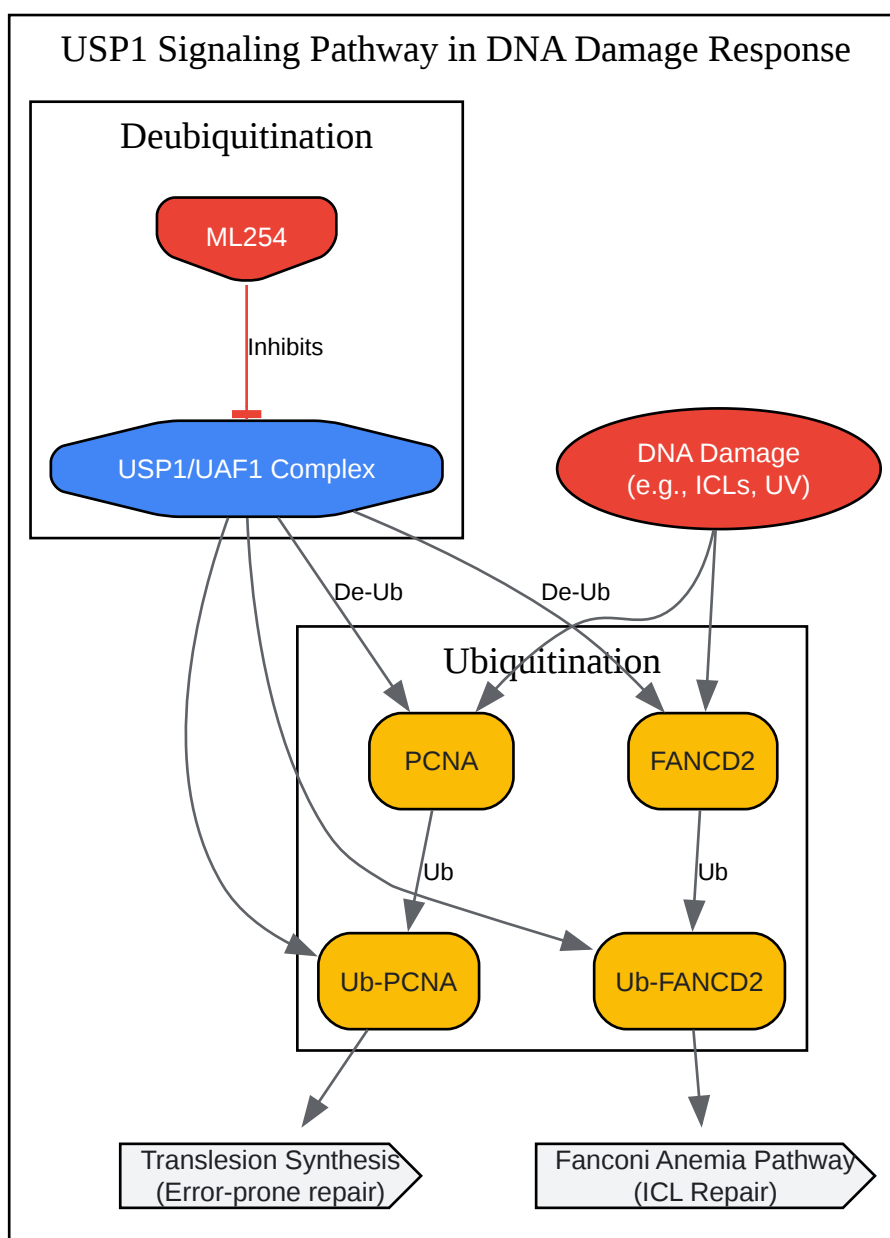 USP1 Signaling Pathway in DNA Damage Response
Deubiquitination
ML254
Inhibits
USP1/UAF1 Complex
DNA Damage
(e.g., ICLs, UV)
De-Ub
De-Ub
Ubiquitination
PCNA
FANCD2
Ub
Ub
Ub-PCNA
Ub-FANCD2
Translesion Synthesis
(Error-prone repair)
Fanconi Anemia Pathway
(ICL Repair)